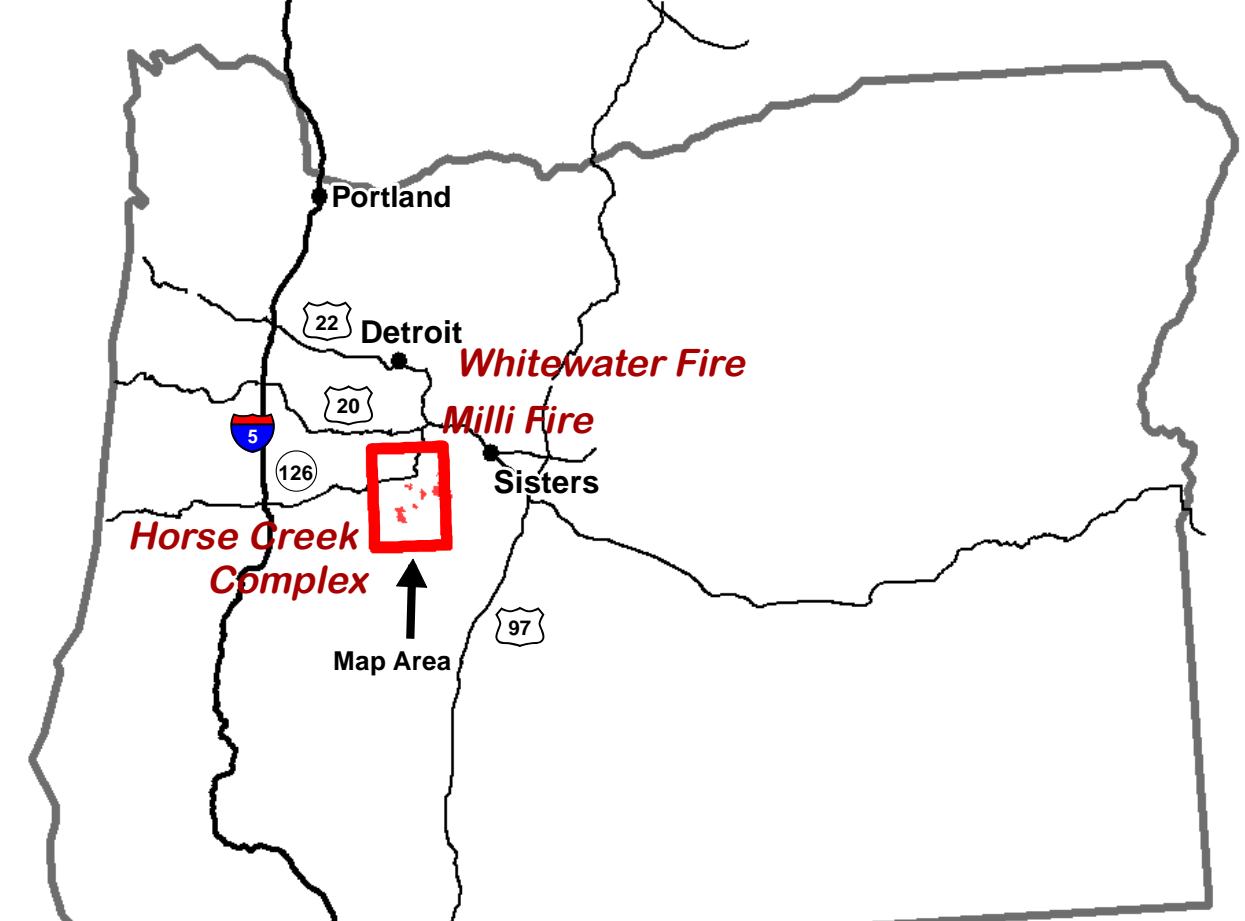 Portland
22
Detroit
Whitewater Fire
20
Milli Fire
5
126
Sisters
Horse Creek
Complex
97
Map Area